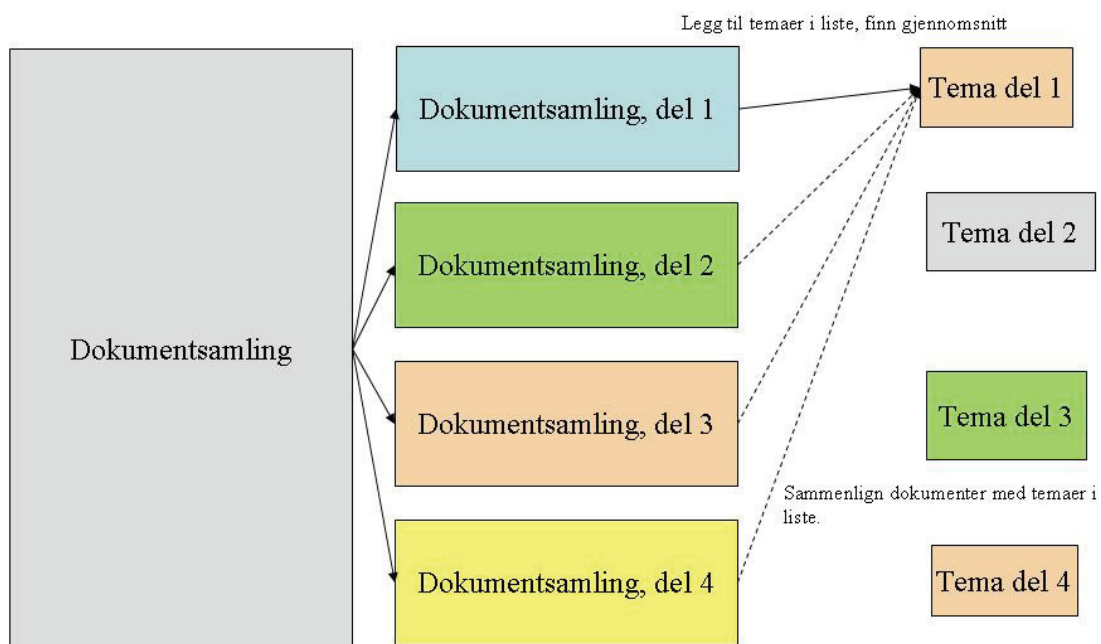 Legg til temaer i liste, finn gjennomsnitt
Dokumentsamling, del 1
Tema del 1
Dokumentsamling, del 2
Tema del 2
Dokumentsamling
Dokumentsamling, del 3
Tema del 3
Sammenlign dokumenter med temaer i
liste.
Dokumentsamling, del 4
Tema del 4